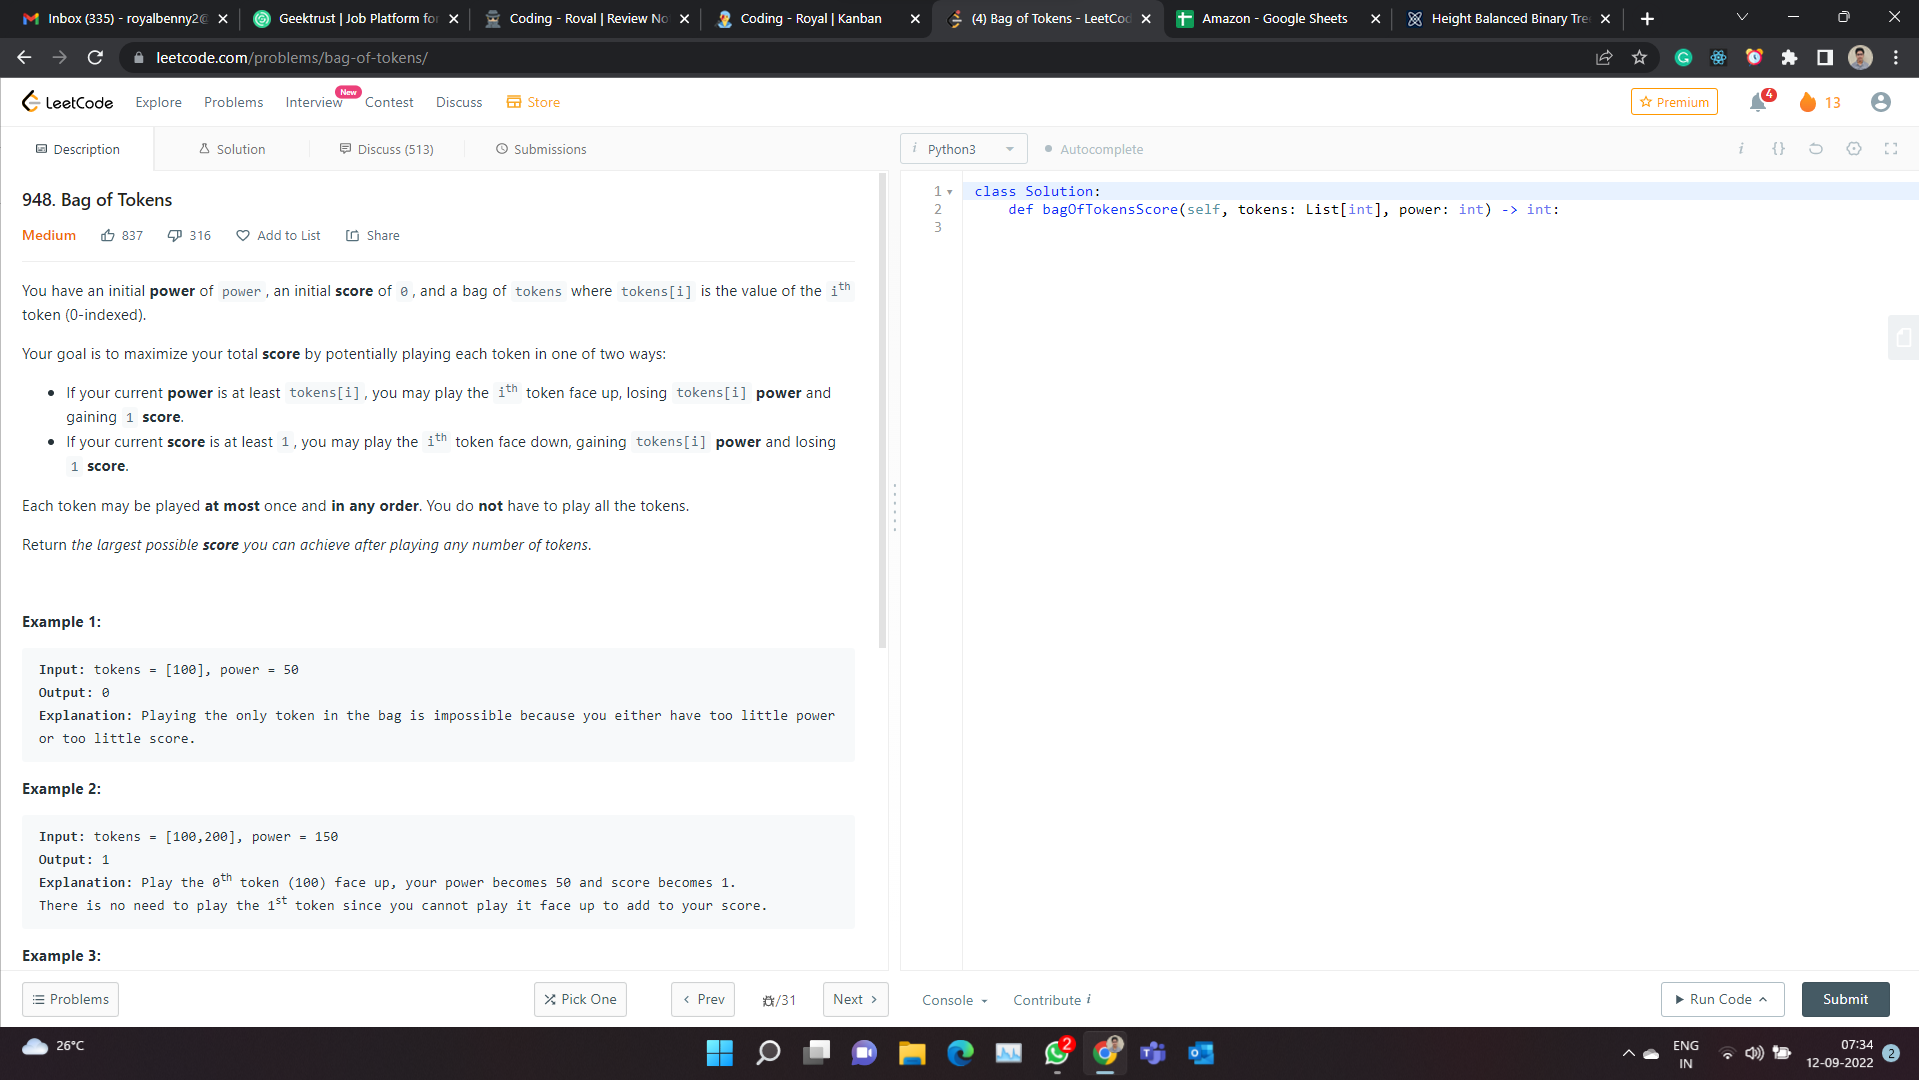 Inbox (335) - royalbenny2@
Geektrust | Job Platform for
Coding - Royal | Review No
Coding - Royal | Kanban
(4) Bag of Tokens - LeetCod
Amazon - Google Sheets
Height Balanced Binary Tre
leetcode.com/problems/bag-of-tokens/
LeetCode Explore Problems Interview New Contest Discuss Store
Premium 4 13
Description Solution Discuss (513) Submissions
i Python3 Autocomplete i {}
948. Bag of Tokens
Medium 837 316 Add to List Share
You have an initial power of power, an initial score of 0, and a bag of tokens where tokens[i] is the value of the ith
token (0-indexed).
Your goal is to maximize your total score by potentially playing each token in one of two ways:
• If your current power is at least tokens[i], you may play the ith token face up, losing tokens[i] power and
gaining 1 score.
• If your current score is at least 1, you may play the ith token face down, gaining tokens[i] power and losing
1 score.
Each token may be played at most once and in any order. You do not have to play all the tokens.
Return the largest possible score you can achieve after playing any number of tokens.
Example 1:
Input: tokens = [100], power = 50
Output: 0
Explanation: Playing the only token in the bag is impossible because you either have too little power
or too little score.
Example 2:
Input: tokens = [100,200], power = 150
Output: 1
Explanation: Play the 0th token (100) face up, your power becomes 50 and score becomes 1.
There is no need to play the 1st token since you cannot play it face up to add to your score.
Example 3:
1 class Solution:
2 def bagOfTokensScore(self, tokens: List[int], power: int) -> int:
3
Problems Pick One Prev /31 Next
Console Contribute i Run Code Submit
26°C
2
ENG
IN
07:34
12-09-2022
2